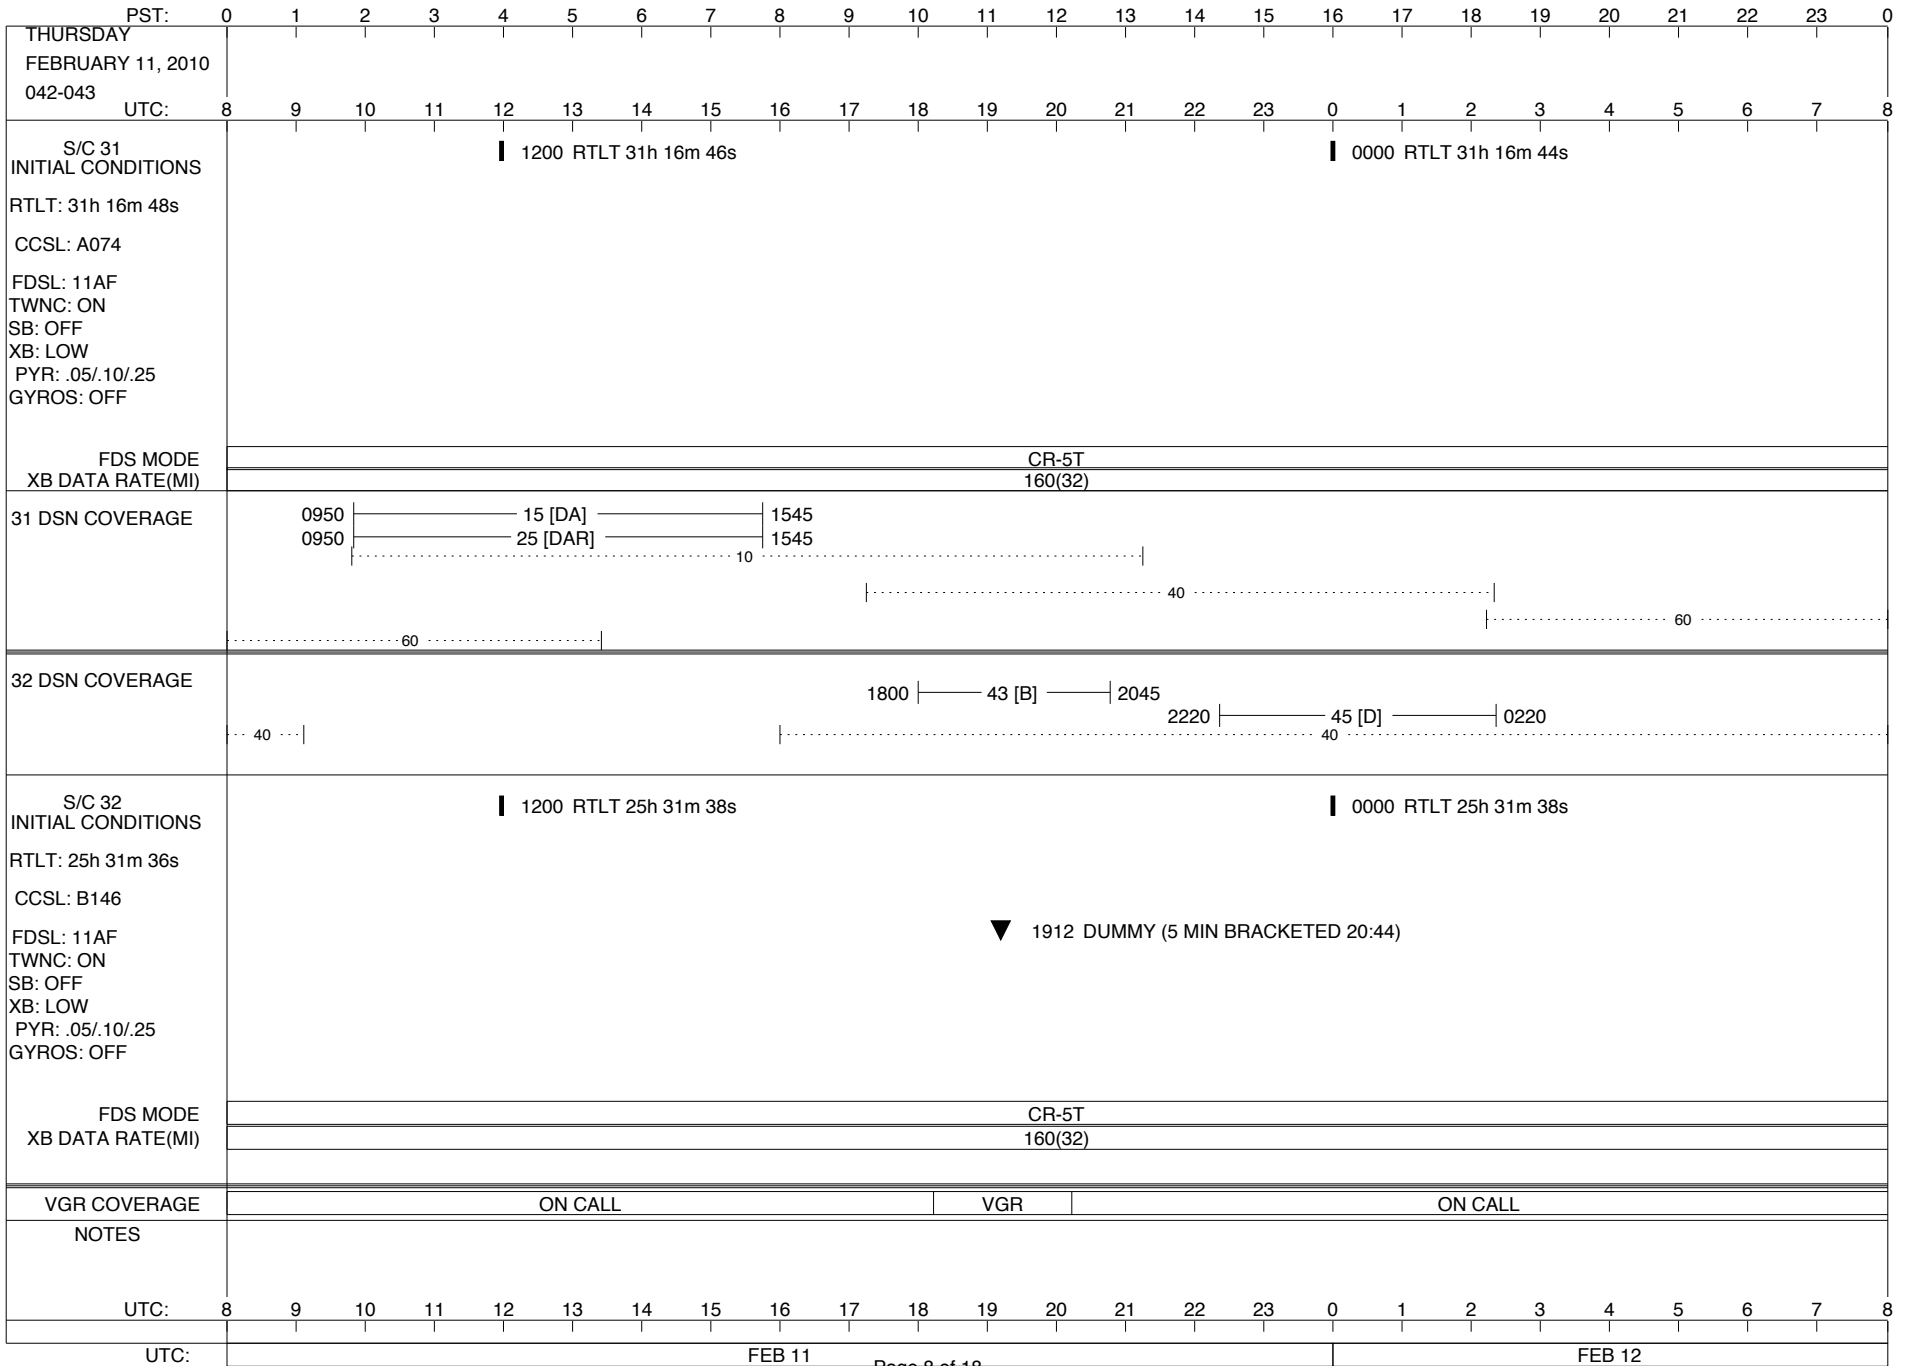 PST: 0 1 2 3 4 5 6 7 8 9 10 11 12 13 14 15 16 17 18 19 20 21 22 23 0
THURSDAY
FEBRUARY 11, 2010
042-043
UTC: 8 9 10 11 12 13 14 15 16 17 18 19 20 21 22 23 0 1 2 3 4 5 6 7 8
S/C 31
INITIAL CONDITIONS
1200 RTLT 31h 16m 46s
0000 RTLT 31h 16m 44s
RTLT: 31h 16m 48s
CCSL: A074
FDSL: 11AF
TWNC: ON
SB: OFF
XB: LOW
PYR: .05/.10/.25
GYROS: OFF
FDS MODE CR-5T
XB DATA RATE(MI) 160(32)
31 DSN COVERAGE
0950 15 [DA] 1545
0950 25 [DAR] 1545
10
40
60
60
32 DSN COVERAGE
1800 43 [B] 2045
2220 45 [D] 0220
40 40
S/C 32
INITIAL CONDITIONS
1200 RTLT 25h 31m 38s
0000 RTLT 25h 31m 38s
RTLT: 25h 31m 36s
CCSL: B146
1912 DUMMY (5 MIN BRACKETED 20:44)
FDSL: 11AF
TWNC: ON
SB: OFF
XB: LOW
PYR: .05/.10/.25
GYROS: OFF
FDS MODE CR-5T
XB DATA RATE(MI) 160(32)
VGR COVERAGE ON CALL VGR ON CALL
NOTES
UTC: 8 9 10 11 12 13 14 15 16 17 18 19 20 21 22 23 0 1 2 3 4 5 6 7 8
UTC: FEB 11 FEB 12
Page 8 of 18